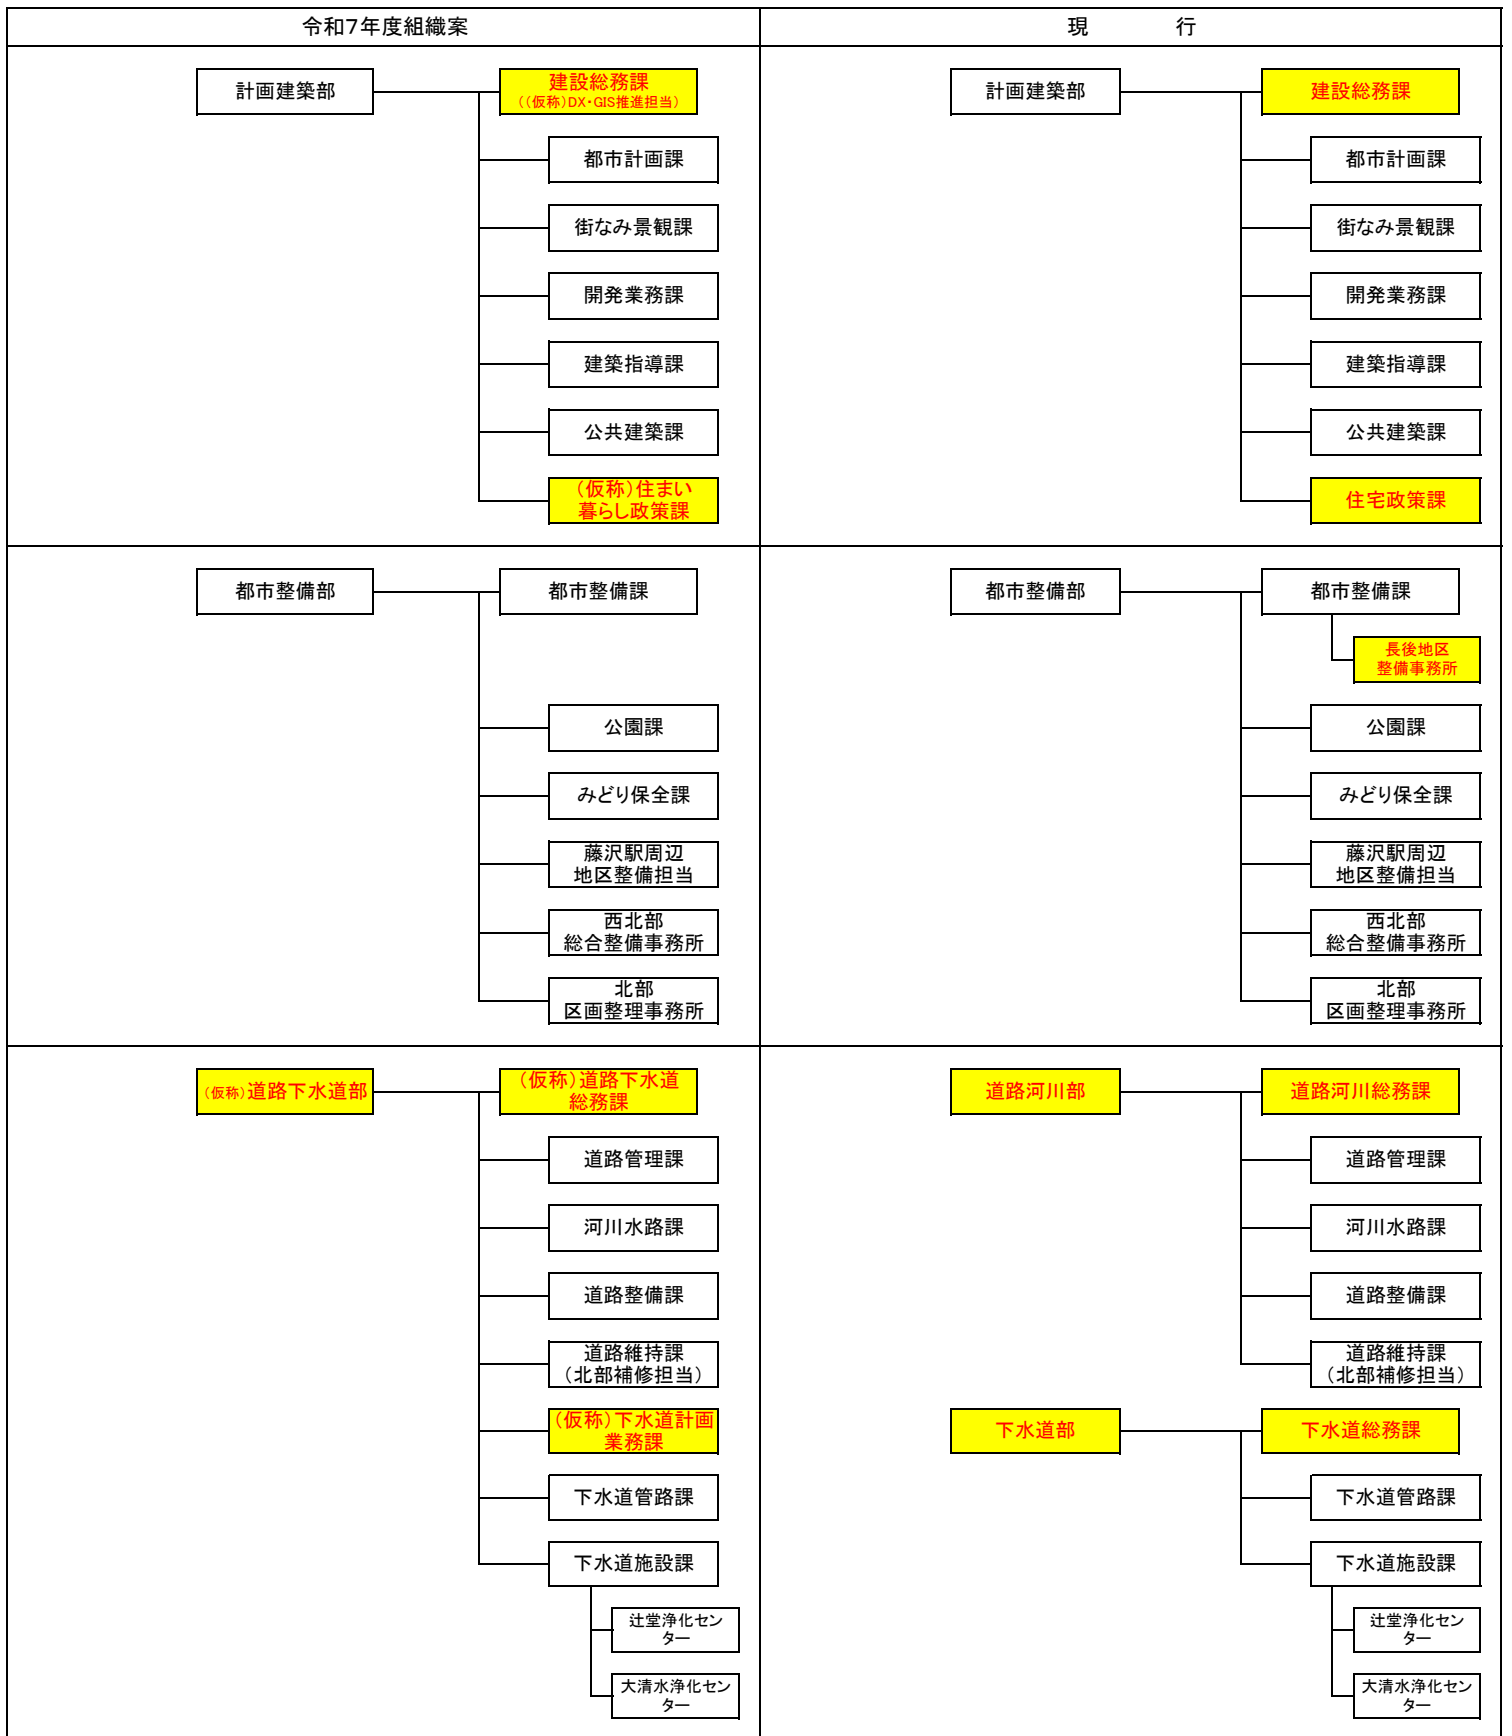 令和7年度組織案
計画建築部
建設総務課
((仮称)DX・GIS推進担当)
都市計画課
街なみ景観課
開発業務課
建築指導課
公共建築課
(仮称)住まい
暮らし政策課
都市整備部
都市整備課
公園課
みどり保全課
藤沢駅周辺
地区整備担当
西北部
総合整備事務所
北部
区画整理事務所
(仮称)道路下水道部
(仮称)道路下水道
総務課
道路管理課
河川水路課
道路整備課
道路維持課
(北部補修担当)
(仮称)下水道計画
業務課
下水道管路課
下水道施設課
辻堂浄化セン
ター
大清水浄化セン
ター
現 行
計画建築部
建設総務課
都市計画課
街なみ景観課
開発業務課
建築指導課
公共建築課
住宅政策課
都市整備部
都市整備課
長後地区
整備事務所
公園課
みどり保全課
藤沢駅周辺
地区整備担当
西北部
総合整備事務所
北部
区画整理事務所
道路河川部
道路河川総務課
道路管理課
河川水路課
道路整備課
道路維持課
(北部補修担当)
下水道部
下水道総務課
下水道管路課
下水道施設課
辻堂浄化セン
ター
大清水浄化セン
ター